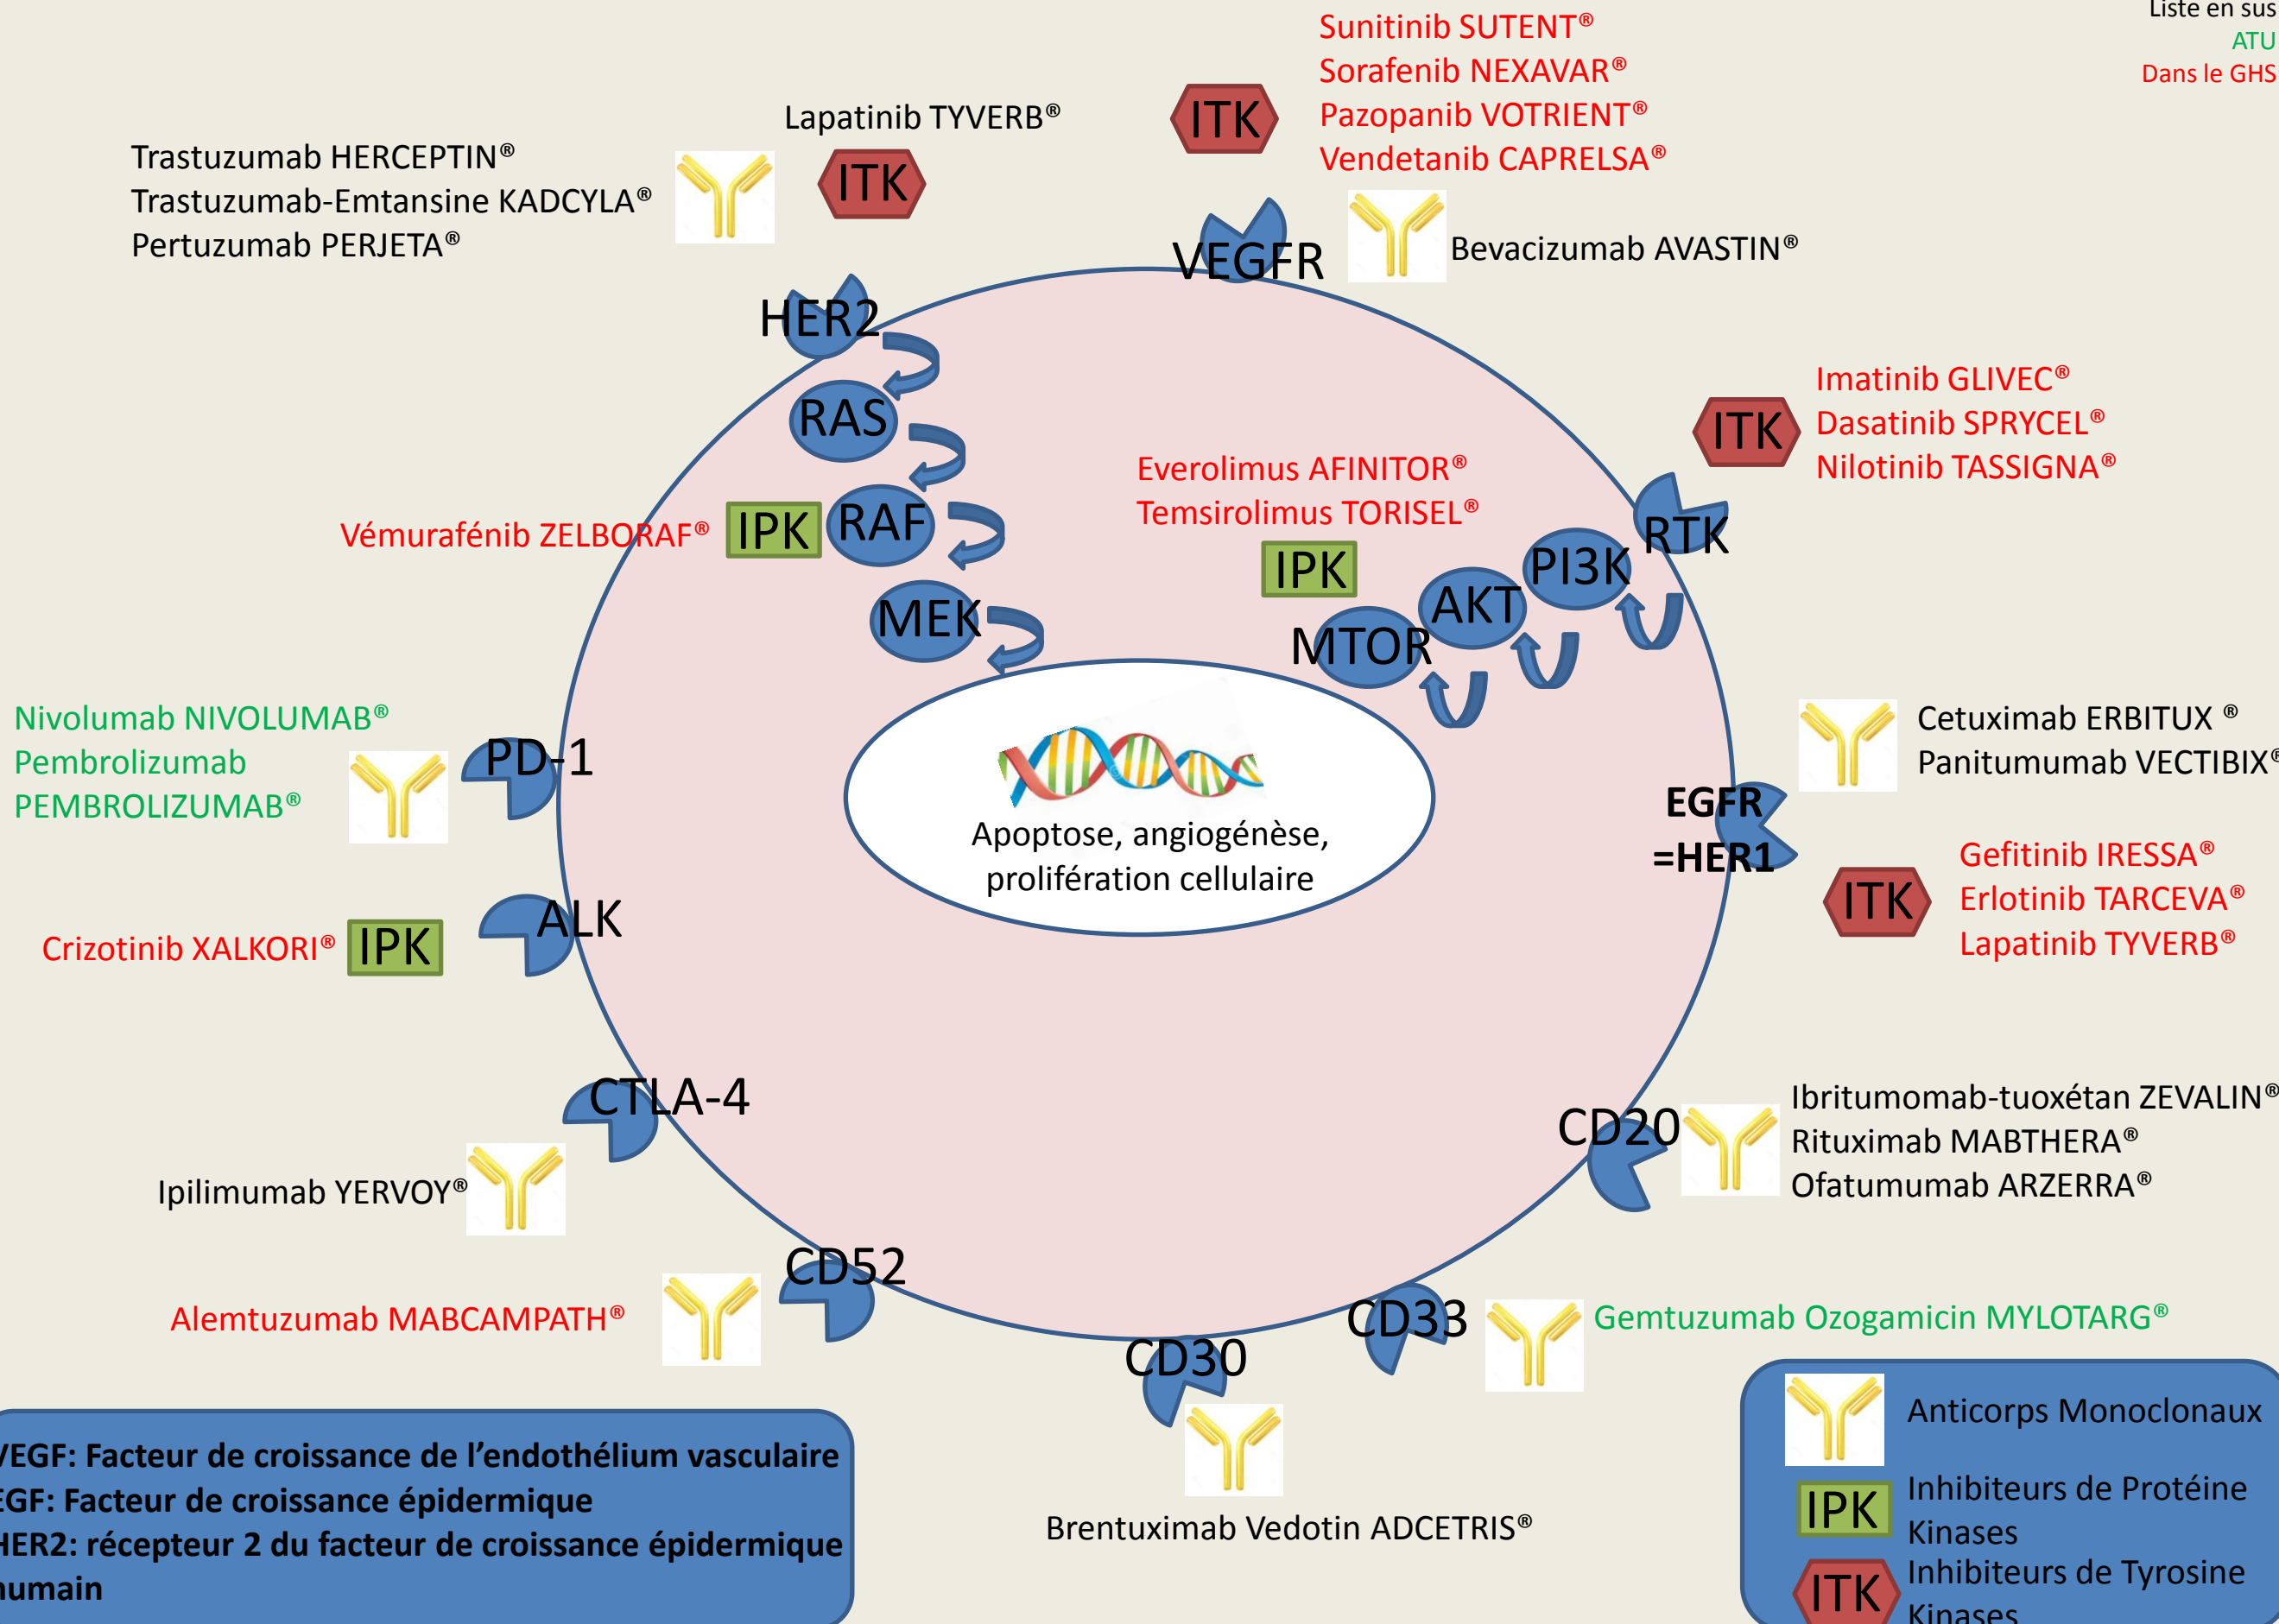 Liste en sus
ATU
Dans le GHS
Sunitinib SUTENT®
Sorafenib NEXAVAR®
Pazopanib VOTRIENT®
Vendetanib CAPRELSA®
ITK
Lapatinib TYVERB®
ITK
Trastuzumab HERCEPTIN®
Trastuzumab-Emtansine KADCYLA®
Pertuzumab PERJETA®
VEGFR
Bevacizumab AVASTIN®
HER2
RAS
RAF
MEK
Vémurafénib ZELBORAF®
IPK
Everolimus AFINITOR®
Temsirolimus TORISEL®
IPK
MTOR
AKT
PI3K
RTK
ITK
Imatinib GLIVEC®
Dasatinib SPRYCEL®
Nilotinib TASSIGNA®
Nivolumab NIVOLUMAB®
Pembrolizumab
PEMBROLIZUMAB®
PD-1
Apoptose, angiogénèse,
prolifération cellulaire
Cetuximab ERBITUX ®
Panitumumab VECTIBIX®
EGFR
=HER1
ITK
Gefitinib IRESSA®
Erlotinib TARCEVA®
Lapatinib TYVERB®
Crizotinib XALKORI®
IPK
ALK
CTLA-4
Ipilimumab YERVOY®
CD20
Ibritumomab-tuoxétan ZEVALIN®
Rituximab MABTHERA®
Ofatumumab ARZERRA®
CD52
Alemtuzumab MABCAMPATH®
CD33
Gemtuzumab Ozogamicin MYLOTARG®
CD30
Brentuximab Vedotin ADCETRIS®
VEGF: Facteur de croissance de l’endothélium vasculaire
EGF: Facteur de croissance épidermique
HER2: récepteur 2 du facteur de croissance épidermique
humain
Anticorps Monoclonaux
IPK
Inhibiteurs de Protéine
Kinases
ITK
Inhibiteurs de Tyrosine
Kinases